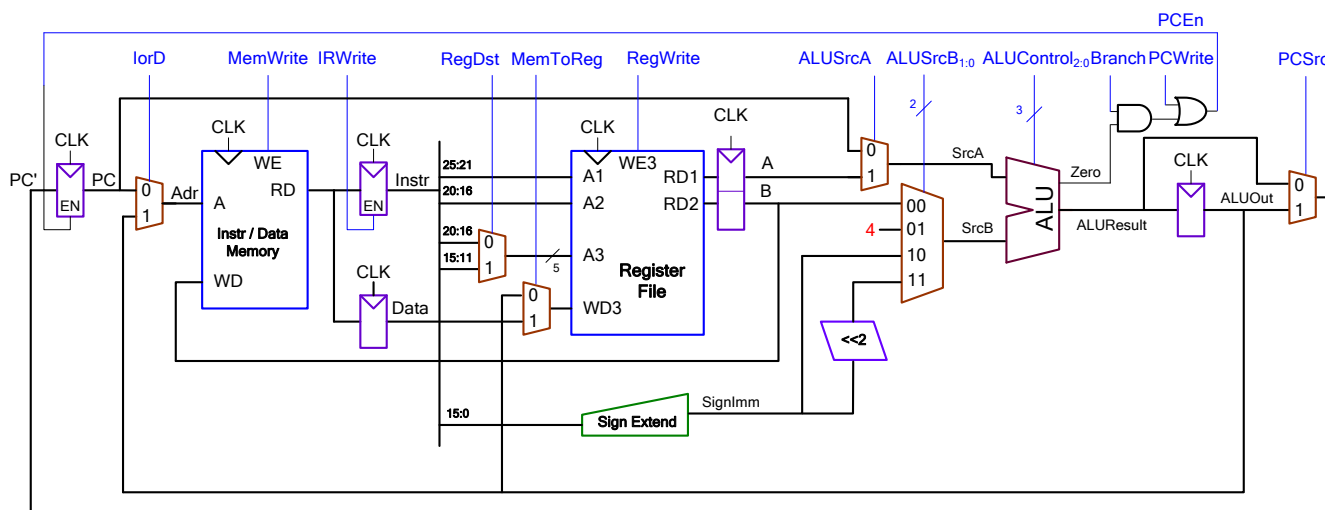 PCEn
IorD MemWrite IRWrite RegDst MemToReg RegWrite ALUSrcA ALUSrcB1:0 ALUControl2:0 Branch PCWrite PCSrc
2
3
CLK CLK CLK CLK CLK CLK
PC' PC EN
0
1
Adr
WE
RD
A
Instr / Data
Memory
WD
Instr
EN
CLK
Data
25:21
20:16
20:16
15:11
0
1
5
0
1
WE3
A1
A2
A3
WD3
RD1
RD2
Register
File
A
B
0
1
SrcA
00
4 01
10
11
SrcB
<<2
ALU
Zero
ALUResult
ALUOut
0
1
15:0
Sign Extend
SignImm